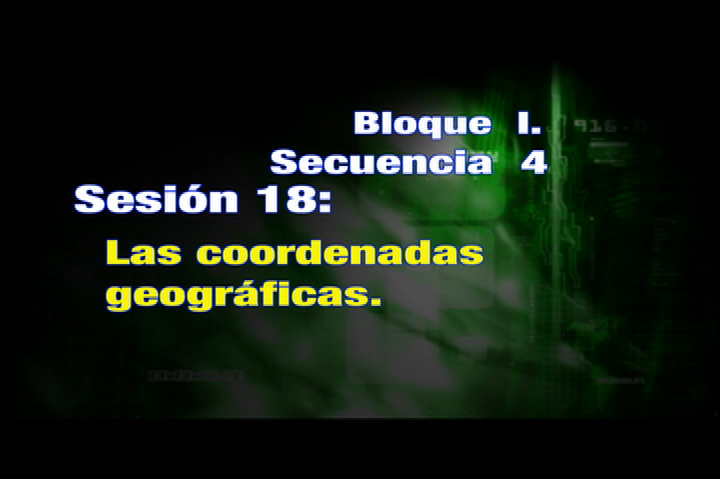 Bloque I.
Secuencia 4
Sesión 18:
Las coordenadas
geográficas.